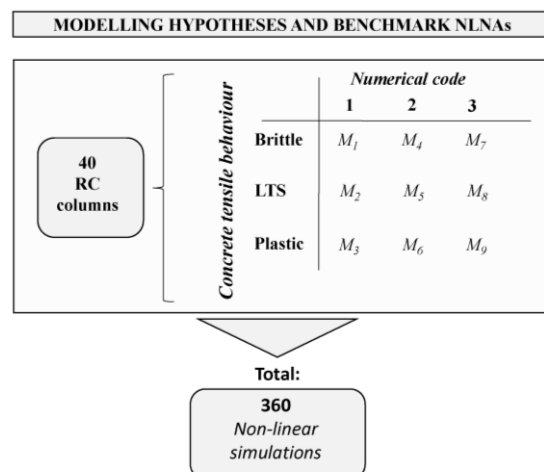 MODELLING HYPOTHESES AND BENCHMARK NLNAs
Numerical code
1 2 3
40
RC
columns
Concrete tensile behaviour
Brittle M1 M4 M7
LTS M2 M5 M8
Plastic M3 M6 M9
Total:
360
Non-linear
simulations